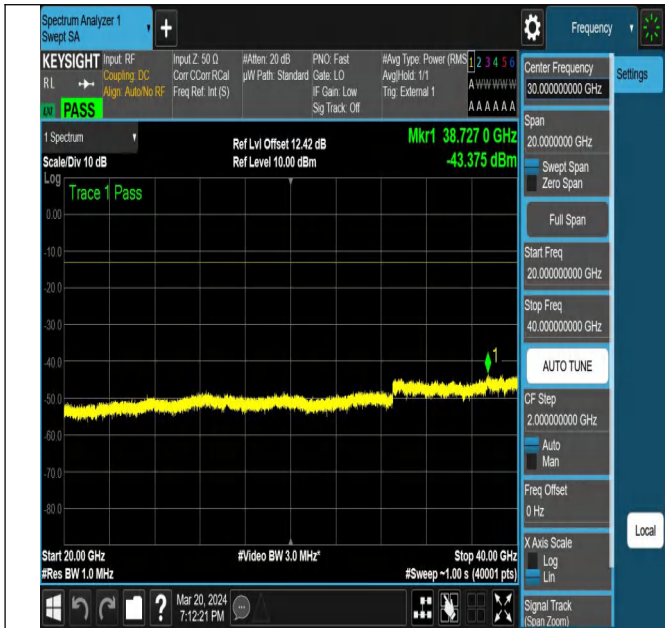 Spectrum Analyzer 1
Swept SA
+
Frequency
KEYSIGHT
RL
PASS
Input: RF
Coupling: DC
Align: Auto/No RF
Input Z: 50 Ω
Corr CCorr RCal
Freq Ref: Int (S)
#Atten: 20 dB
µW Path: Standard
PNO: Fast
Gate: LO
IF Gain: Low
Sig Track: Off
#Avg Type: Power (RMS
Avg|Hold: 1/1
Trig: External 1
1 2 3 4 5 6
A W W W W W
A A A A A A
1 Spectrum
Scale/Div 10 dB
Ref Lvl Offset 12.42 dB
Ref Level 10.00 dBm
Mkr1 38.727 0 GHz
-43.375 dBm
Log
Trace 1 Pass
0.00
-10.0
-20.0
-30.0
-40.0
-50.0
-60.0
-70.0
-80.0
1
Start 20.00 GHz
#Res BW 1.0 MHz
#Video BW 3.0 MHz*
Stop 40.00 GHz
#Sweep ~1.00 s (40001 pts)
?
Mar 20, 2024
7:12:21 PM
Center Frequency
30.000000000 GHz
Settings
Span
20.0000000 GHz
Swept Span
Zero Span
Full Span
Start Freq
20.000000000 GHz
Stop Freq
40.000000000 GHz
AUTO TUNE
CF Step
2.000000000 GHz
Auto
Man
Freq Offset
0 Hz
X Axis Scale
Log
Lin
Local
Signal Track
(Span Zoom)